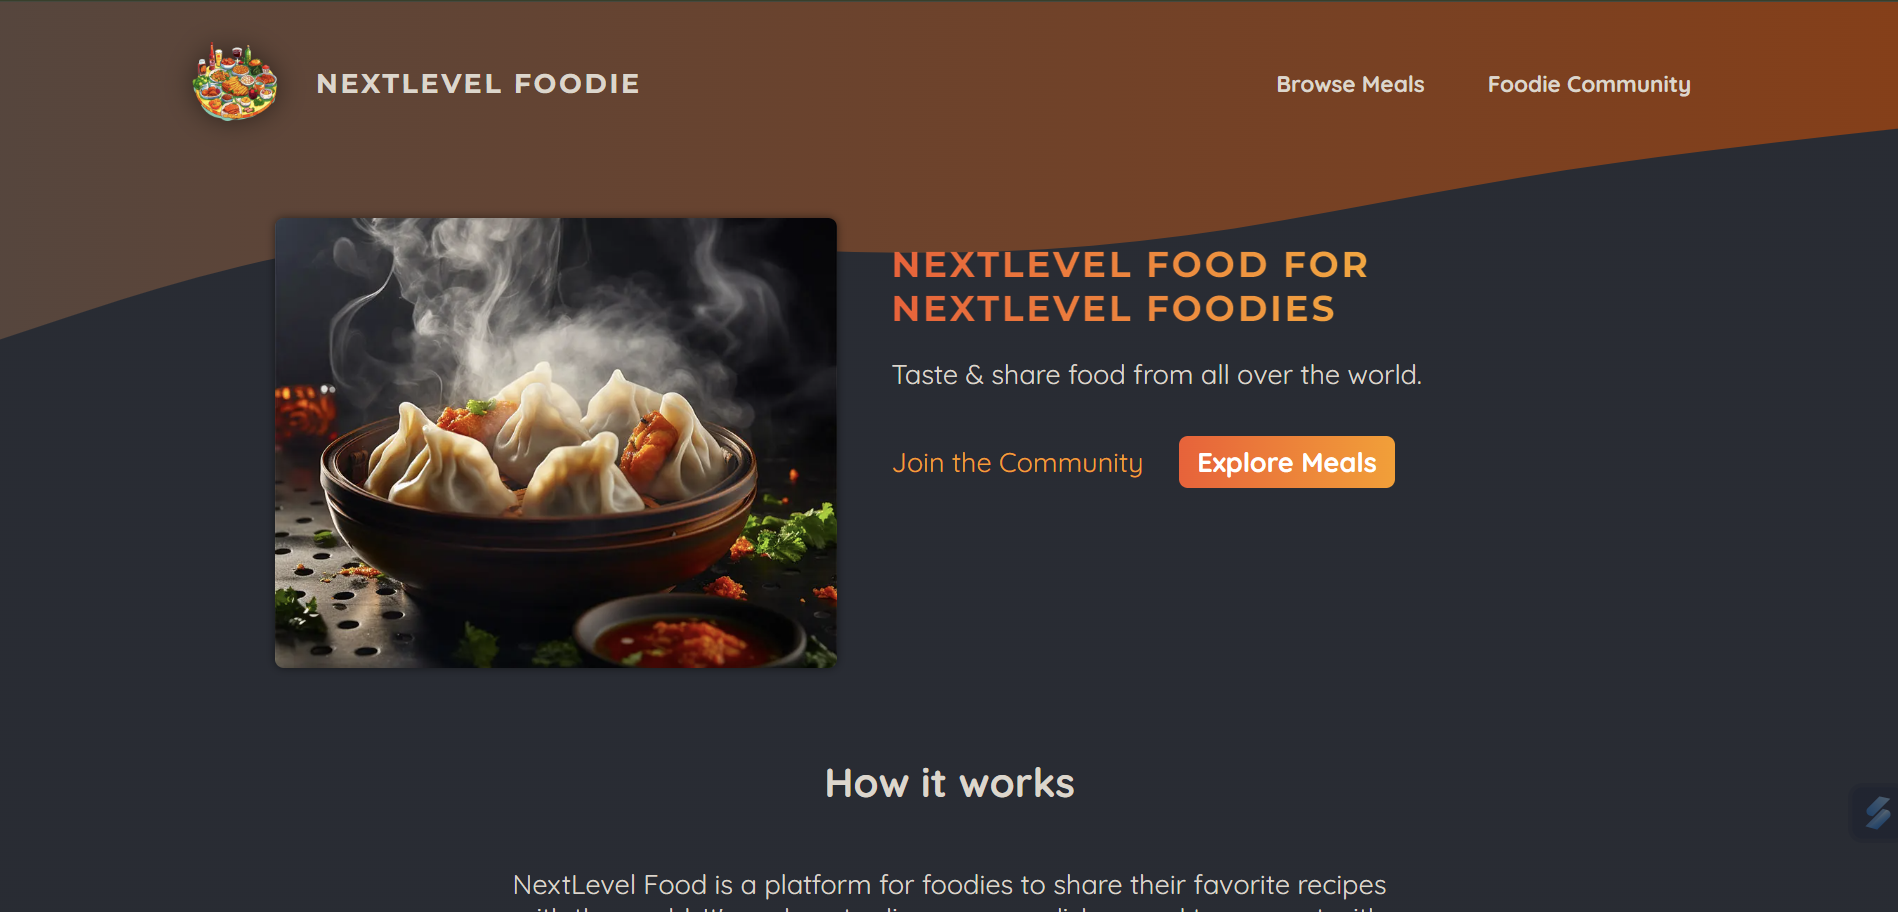 NEXTLEVEL FOODIE
Browse Meals
Foodie Community
NEXTLEVEL FOOD FOR
NEXTLEVEL FOODIES
Taste & share food from all over the world.
Join the Community
Explore Meals
How it works
NextLevel Food is a platform for foodies to share their favorite recipes